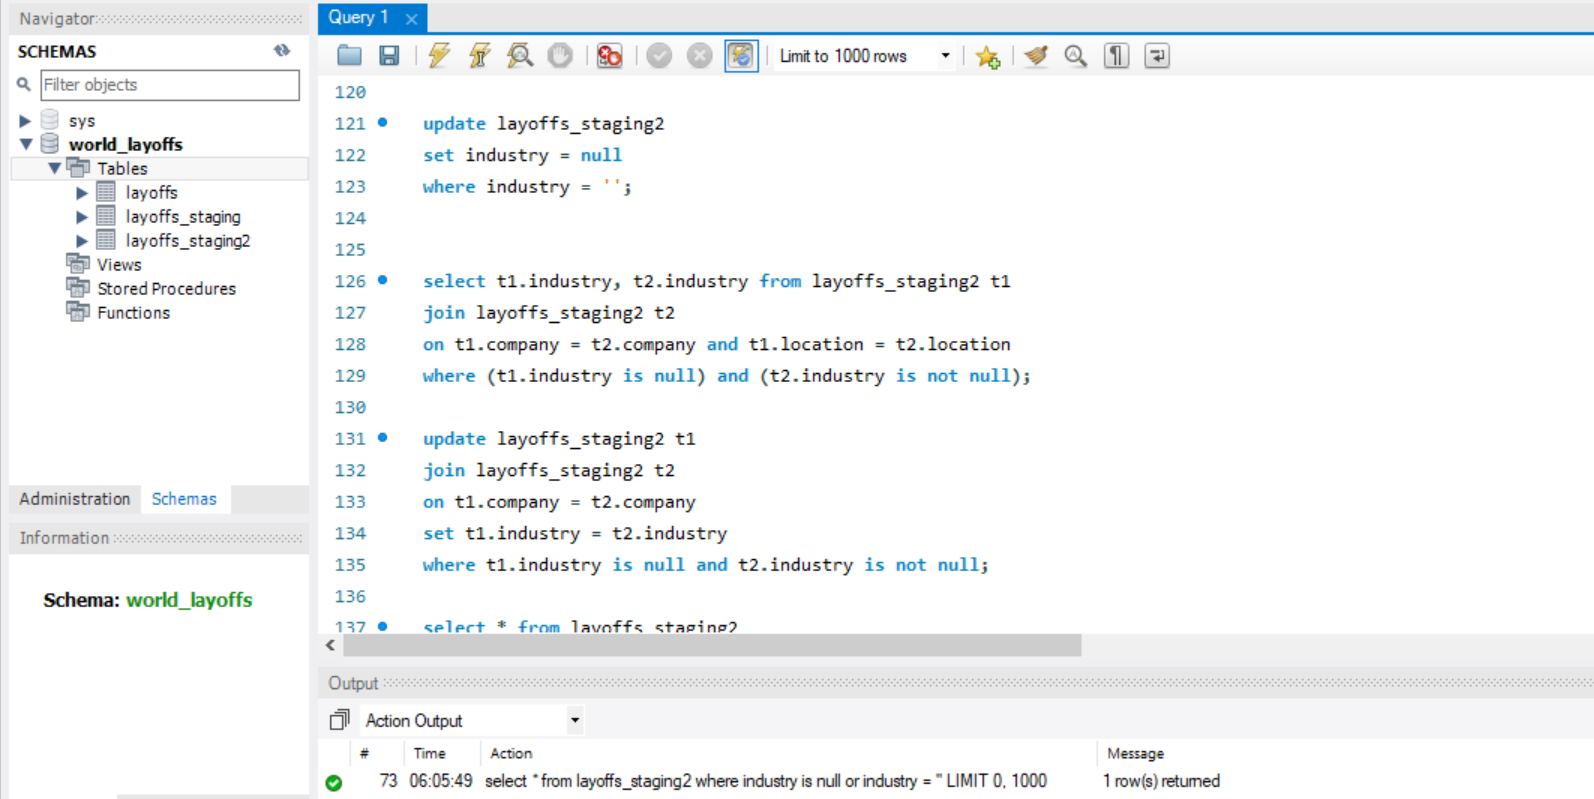 Navigator
SCHEMAS
Filter objects
sys
world_layoffs
Tables
layoffs
layoffs_staging
layoffs_staging2
Views
Stored Procedures
Functions
Administration Schemas
Information
Schema: world_layoffs
Query 1
Limit to 1000 rows
120
121 update layoffs_staging2
122 set industry = null
123 where industry = '';
124
125
126 select t1.industry, t2.industry from layoffs_staging2 t1
127 join layoffs_staging2 t2
128 on t1.company = t2.company and t1.location = t2.location
129 where (t1.industry is null) and (t2.industry is not null);
130
131 update layoffs_staging2 t1
132 join layoffs_staging2 t2
133 on t1.company = t2.company
134 set t1.industry = t2.industry
135 where t1.industry is null and t2.industry is not null;
136
137 select * from layoffs_staging2
Output
Action Output
# Time Action Message
73 06:05:49 select * from layoffs_staging2 where industry is null or industry = '' LIMIT 0, 1000 1 row(s) returned